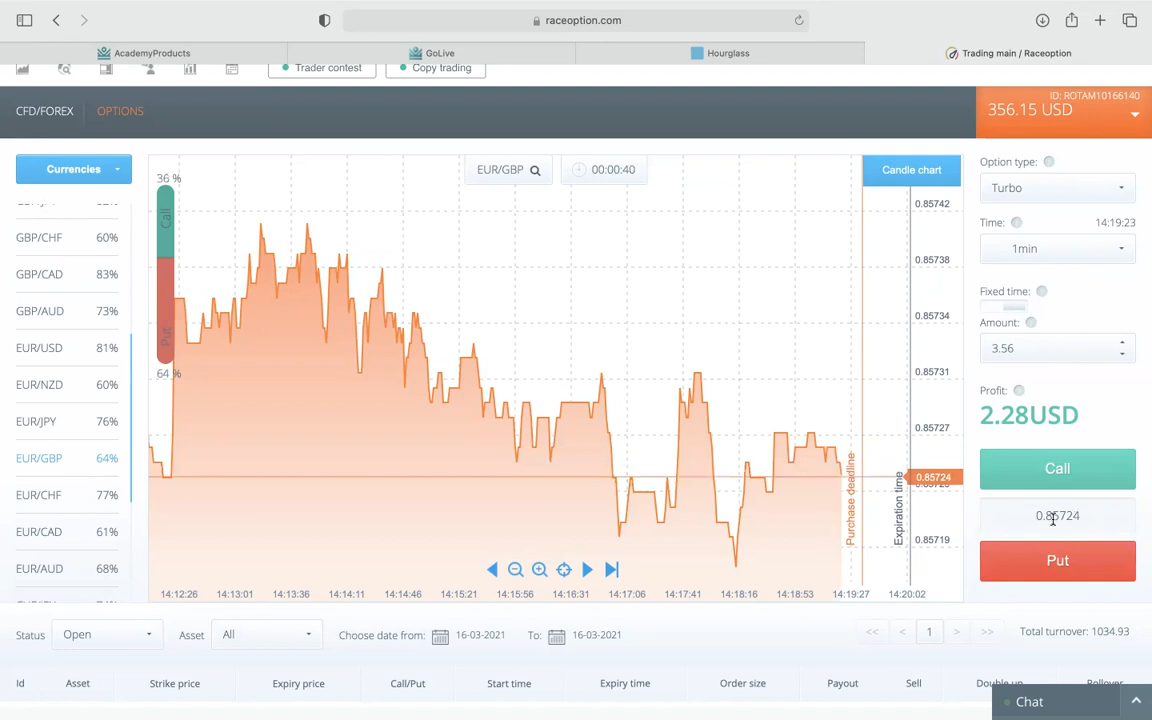 raceoption.com
AcademyProducts
GoLive
Hourglass
Trading main / Raceoption
Trader contest
Copy trading
CFD/FOREX
OPTIONS
ID: ROTAM10166140
356.15 USD
Currencies
GBP/CHF 60%
GBP/CAD 83%
GBP/AUD 73%
EUR/USD 81%
EUR/NZD 60%
EUR/JPY 76%
EUR/GBP 64%
EUR/CHF 77%
EUR/CAD 61%
EUR/AUD 68%
36 %
Call
Put
64 %
EUR/GBP
00:00:40
Candle chart
0.85742
0.85738
0.85734
0.85731
0.85727
0.85724
0.85719
Purchase deadline
Expiration time
14:12:26 14:13:01 14:13:36 14:14:11 14:14:46 14:15:21 14:15:56 14:16:31 14:17:06 14:17:41 14:18:16 14:18:53 14:19:27 14:20:02
Option type:
Turbo
Time: 14:19:23
1min
Fixed time:
Amount:
3.56
Profit:
2.28USD
Call
0.85724
Put
Status Open Asset All Choose date from: 16-03-2021 To: 16-03-2021 << < 1 > >> Total turnover: 1034.93
Id Asset Strike price Expiry price Call/Put Start time Expiry time Order size Payout Sell Double up Rollover
Chat